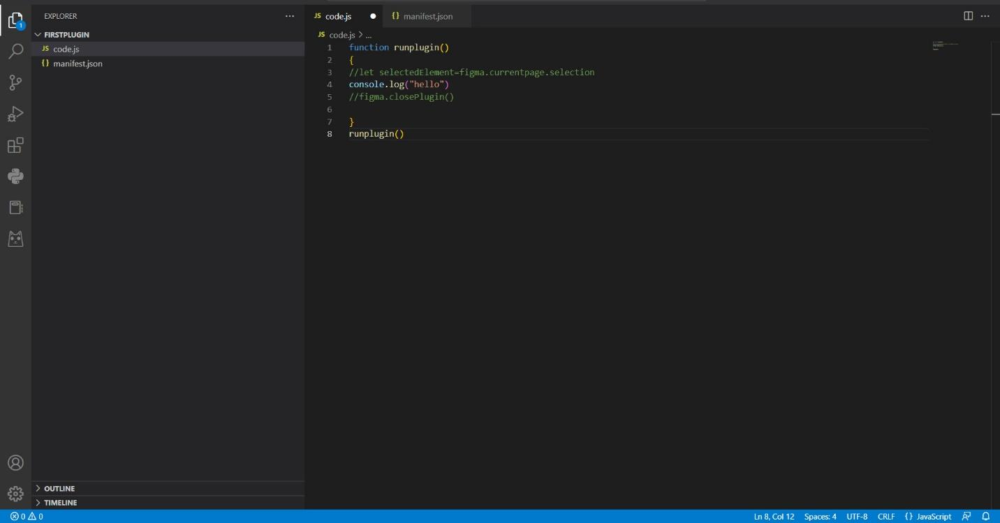 1
EXPLORER
FIRSTPLUGIN
JS code.js
{} manifest.json
OUTLINE
TIMELINE
JS code.js
{} manifest.json
JS code.js > ...
1 function runplugin()
2 {
3 //let selectedElement=figma.currentpage.selection
4 console.log("hello")
5 //figma.closePlugin()
6
7 }
8 runplugin()
0 0
Ln 8, Col 12 Spaces: 4 UTF-8 CRLF {} JavaScript